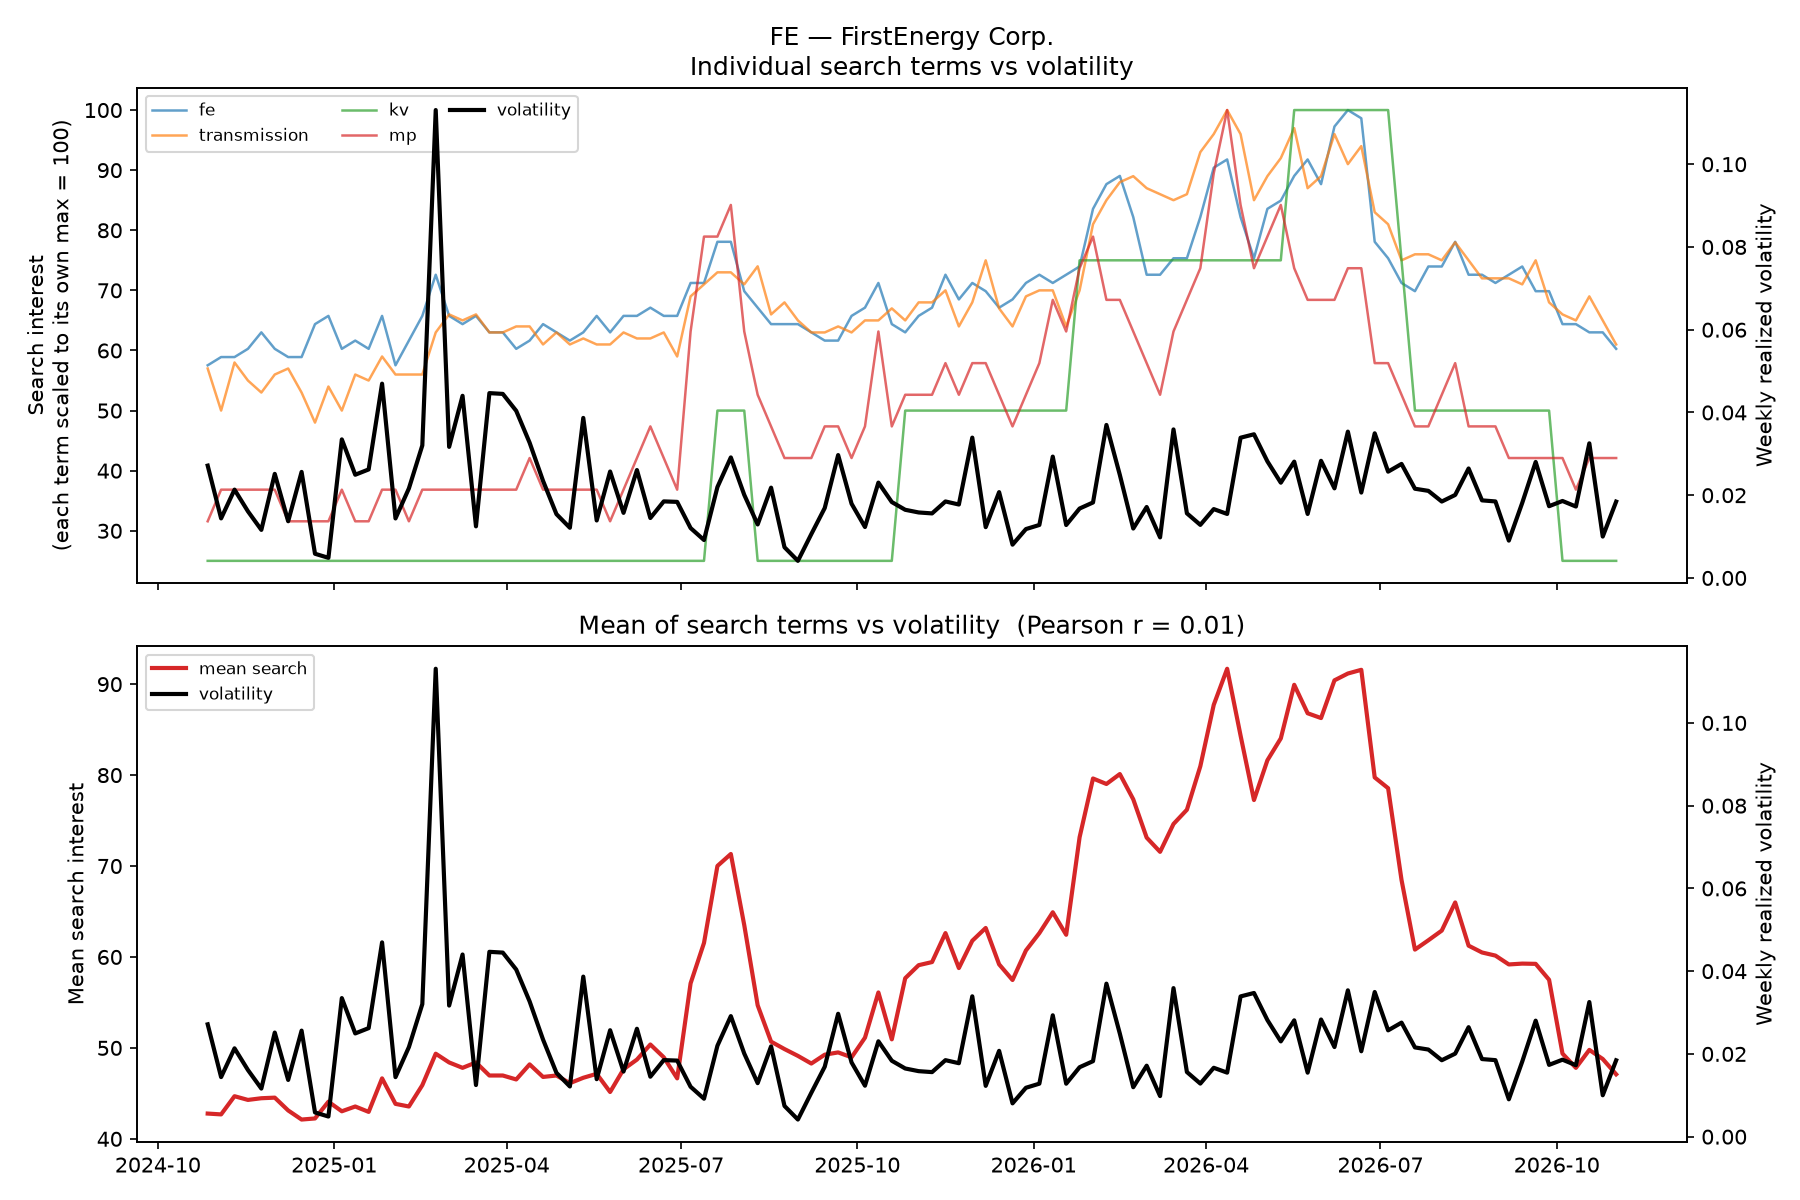 FE — FirstEnergy Corp.
Individual search terms vs volatility
fe
transmission
kv
mp
volatility
Search interest
(each term scaled to its own max = 100)
100
90
80
70
60
50
40
30
0.10
0.08
0.06
0.04
0.02
0.00
Weekly realized volatility
Mean of search terms vs volatility (Pearson r = 0.01)
mean search
volatility
Mean search interest
90
80
70
60
50
40
0.10
0.08
0.06
0.04
0.02
0.00
Weekly realized volatility
2024-10 2025-01 2025-04 2025-07 2025-10 2026-01 2026-04 2026-07 2026-10